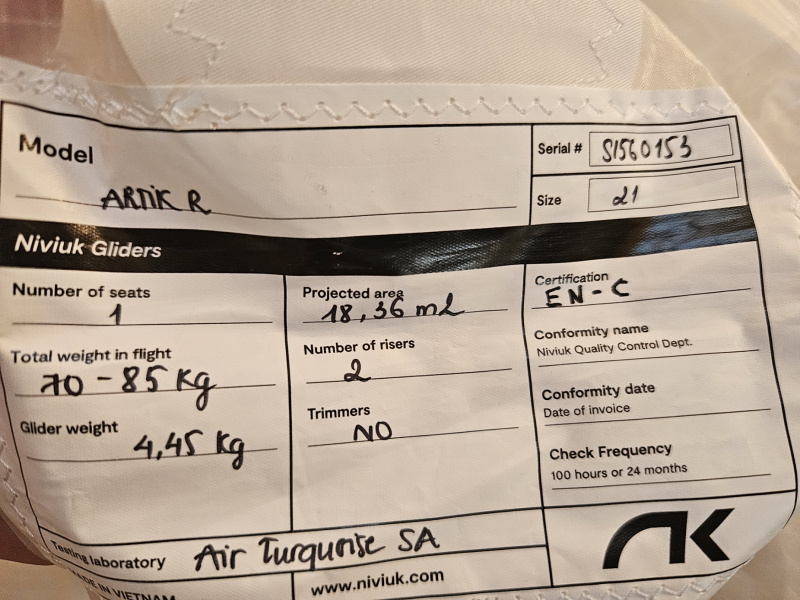 Model
ARTIK R
Serial # S1560153
Size 21
Niviuk Gliders
Number of seats
1
Total weight in flight
70 - 85 Kg
Glider weight
4,45 Kg
Projected area
18,36 m2
Number of risers
2
Trimmers
NO
Certification
EN - C
Conformity name
Niviuk Quality Control Dept.
Conformity date
Date of invoice
Check Frequency
100 hours or 24 months
Testing laboratory Air Turquoise SA
MADE IN VIETNAM
www.niviuk.com